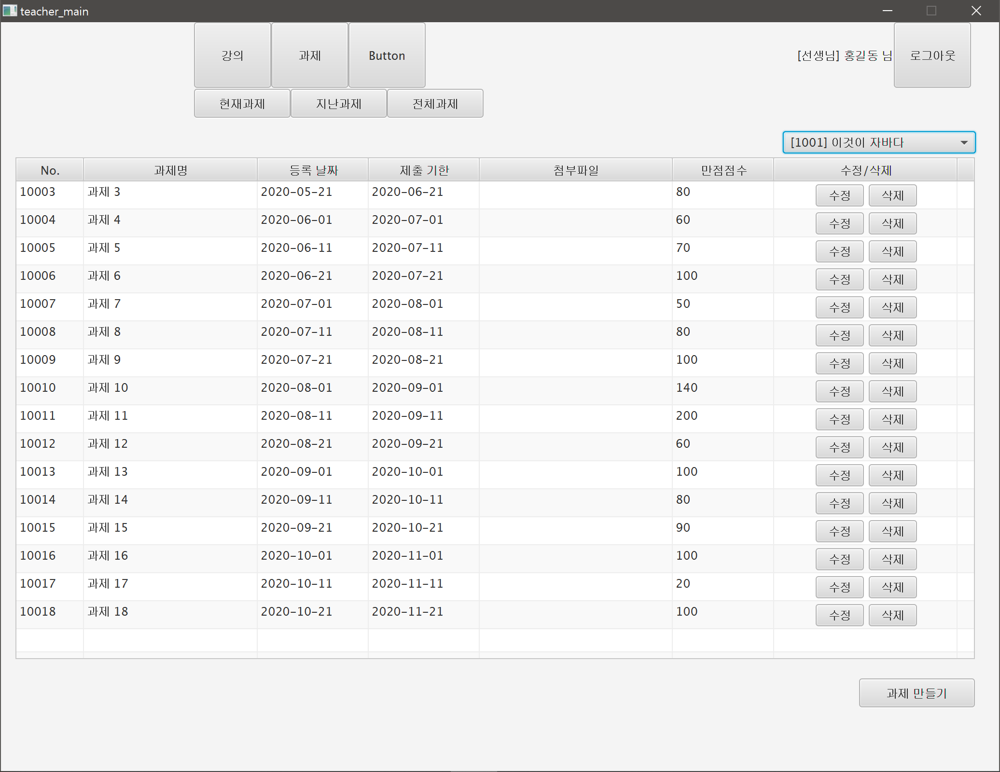 teacher_main
강의 과제 Button [선생님] 홍길동 님 로그아웃
현재과제 지난과제 전체과제
[1001] 이것이 자바다
No. 과제명 등록 날짜 제출 기한 첨부파일 만점점수 수정/삭제
10003 과제 3 2020-05-21 2020-06-21 80 수정 삭제
10004 과제 4 2020-06-01 2020-07-01 60 수정 삭제
10005 과제 5 2020-06-11 2020-07-11 70 수정 삭제
10006 과제 6 2020-06-21 2020-07-21 100 수정 삭제
10007 과제 7 2020-07-01 2020-08-01 50 수정 삭제
10008 과제 8 2020-07-11 2020-08-11 80 수정 삭제
10009 과제 9 2020-07-21 2020-08-21 100 수정 삭제
10010 과제 10 2020-08-01 2020-09-01 140 수정 삭제
10011 과제 11 2020-08-11 2020-09-11 200 수정 삭제
10012 과제 12 2020-08-21 2020-09-21 60 수정 삭제
10013 과제 13 2020-09-01 2020-10-01 100 수정 삭제
10014 과제 14 2020-09-11 2020-10-11 80 수정 삭제
10015 과제 15 2020-09-21 2020-10-21 90 수정 삭제
10016 과제 16 2020-10-01 2020-11-01 100 수정 삭제
10017 과제 17 2020-10-11 2020-11-11 20 수정 삭제
10018 과제 18 2020-10-21 2020-11-21 100 수정 삭제
과제 만들기